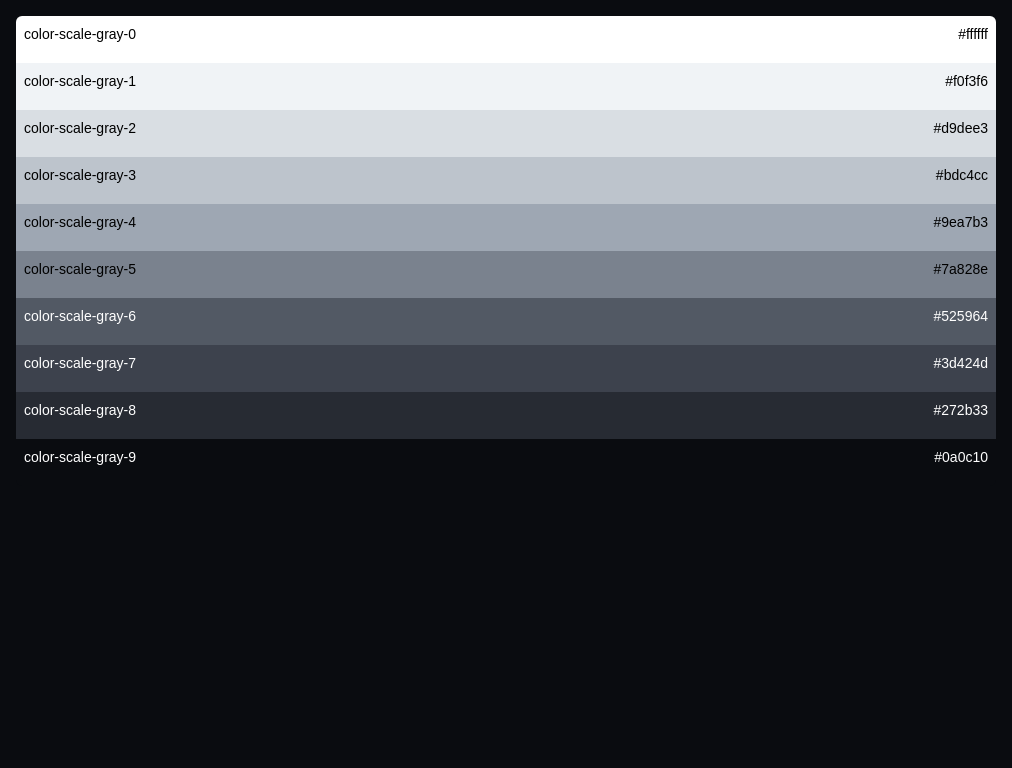 color-scale-gray-0 #ffffff
color-scale-gray-1 #f0f3f6
color-scale-gray-2 #d9dee3
color-scale-gray-3 #bdc4cc
color-scale-gray-4 #9ea7b3
color-scale-gray-5 #7a828e
color-scale-gray-6 #525964
color-scale-gray-7 #3d424d
color-scale-gray-8 #272b33
color-scale-gray-9 #0a0c10